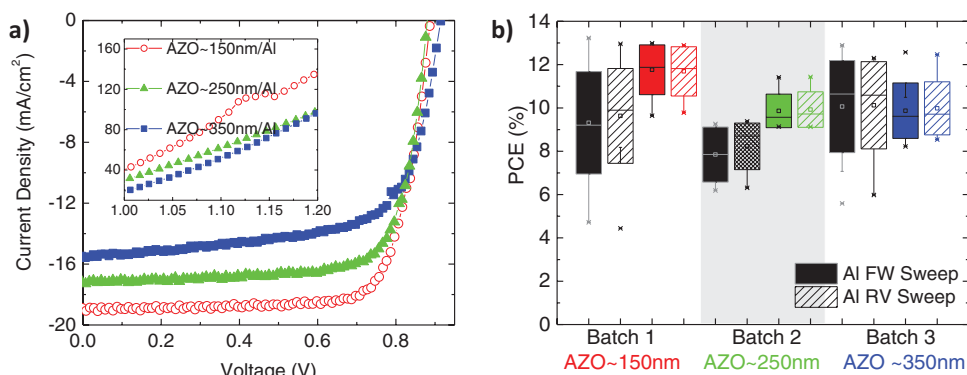 a)
Current Density (mA/cm²)
0
-4
-8
-12
-16
-20
0.0 0.2 0.4 0.6 0.8
Voltage (V)
160
120
80
40
1.00 1.05 1.10 1.15 1.20
AZO~150nm/Al
AZO~250nm/Al
AZO~350nm/Al
b)
PCE (%)
14
12
10
8
6
4
2
0
Al FW Sweep
Al RV Sweep
Batch 1 Batch 2 Batch 3
AZO~150nm AZO~250nm AZO ~350nm